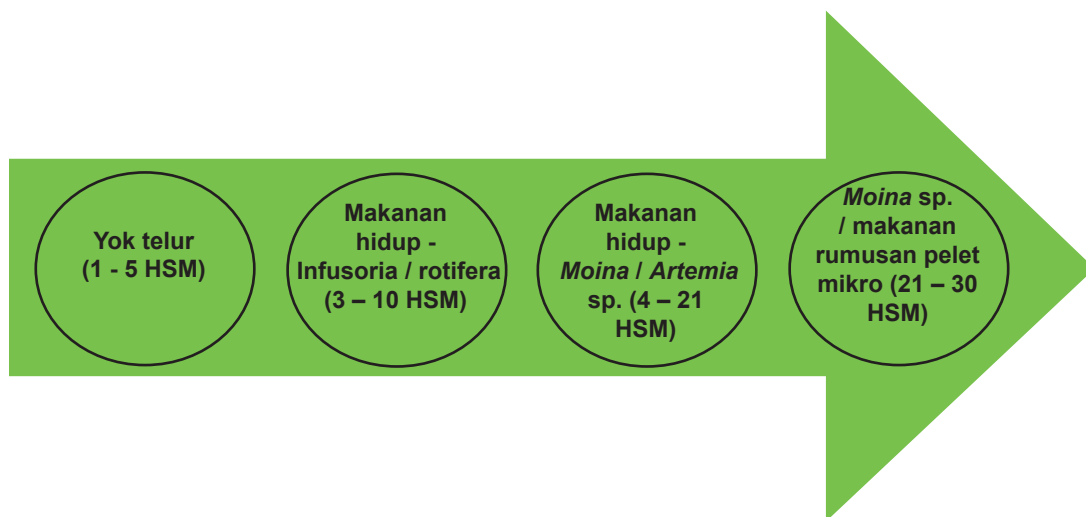 Yok telur
(1 - 5 HSM)
Makanan
hidup -
Infusoria / rotifera
(3 – 10 HSM)
Makanan
hidup -
Moina / Artemia
sp. (4 – 21
HSM)
Moina sp.
/ makanan
rumusan pelet
mikro (21 – 30
HSM)